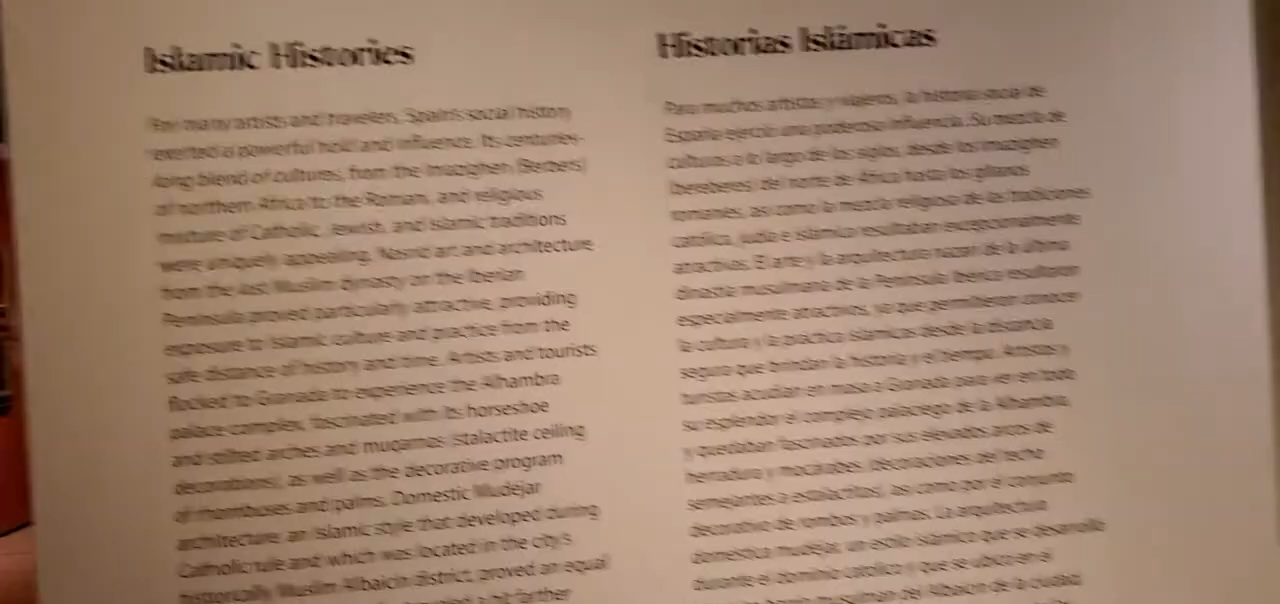 Islamic Histories
For many artists and travelers, Spain's social history
exerted a powerful hold and influence. Its centuries-
long blend of cultures, from the Imazighen (Berbers)
of northern Africa to the Roman, and religious
mixture of Catholic, Jewish, and Islamic traditions
were uniquely appealing. Nasrid art and architecture
from the last Muslim dynasty on the Iberian
Peninsula proved particularly attractive, providing
exposure to Islamic culture and practice from the
safe distance of history and time. Artists and tourists
flocked to Granada to experience the Alhambra
palace complex, fascinated with its horseshoe
and stilted arches and muqarnas (stalactite ceiling
decorations), as well as the decorative program
of rhombuses and palms. Domestic Mudéjar
architecture, an Islamic style that developed during
Catholic rule and which was located in the city's
historically Muslim Albaicín district, proved an equal
a bit farther
Historias Islámicas
Para muchos artistas y viajeros, la historia social de
España ejerció una poderosa influencia. Su mezcla de
culturas a lo largo de los siglos, desde los imazighen
(bereberes) del norte de África hasta los gitanos
romaníes, así como la mezcla religiosa de las tradiciones
católica, judía e islámica resultaban excepcionalmente
atractivas. El arte y la arquitectura nazarí de la última
dinastía musulmana de la Península Ibérica resultaron
especialmente atractivos, ya que permitieron conocer
la cultura y la práctica islámicas desde la distancia
segura que brindan la historia y el tiempo. Artistas y
turistas acudían en masa a Granada para ver en todo
su esplendor el complejo palaciego de la Alhambra,
y quedaban fascinados por sus elevados arcos de
herradura y mocárabes (decoraciones del techo
semejantes a estalactitas), así como por el conjunto
decorativo de rombos y palmas. La arquitectura
doméstica mudéjar, un estilo islámico que se desarrolló
durante el dominio católico y que se ubica en el
barrio musulmán del Albaicín de la ciudad